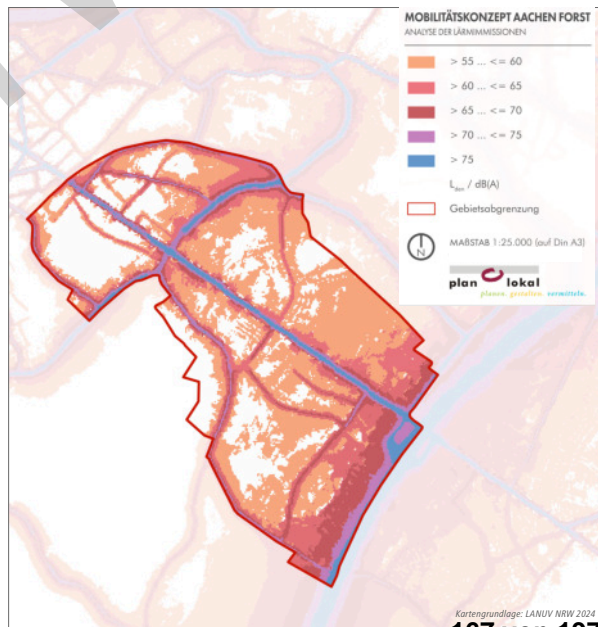 MOBILITÄTSKONZEPT AACHEN FORST
ANALYSE DER LÄRMIMMISSIONEN
> 55 ... <= 60
> 60 ... <= 65
> 65 ... <= 70
> 70 ... <= 75
> 75
L den / dB(A)
Gebietsabgrenzung
N
MAßSTAB 1:25.000 (auf Din A3)
plan lokal
planen. gestalten. vermitteln.
Kartengrundlage: LANUV NRW 2024